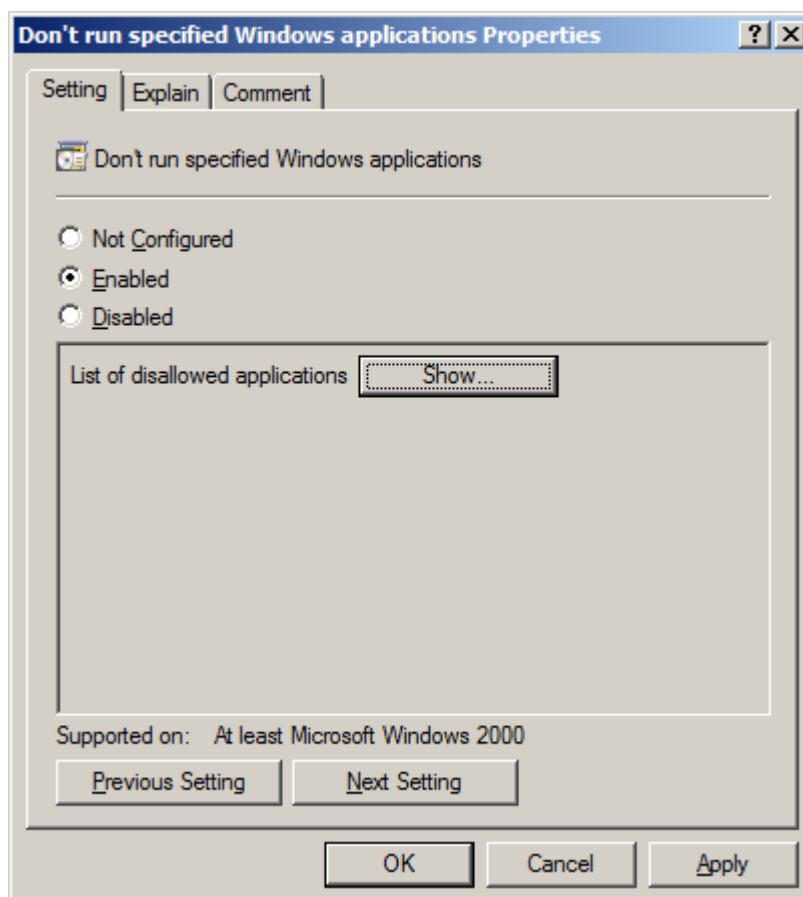 Don't run specified Windows applications Properties
Setting Explain Comment
Don't run specified Windows applications
Not Configured
Enabled
Disabled
List of disallowed applications Show...
Supported on: At least Microsoft Windows 2000
Previous Setting Next Setting
OK Cancel Apply